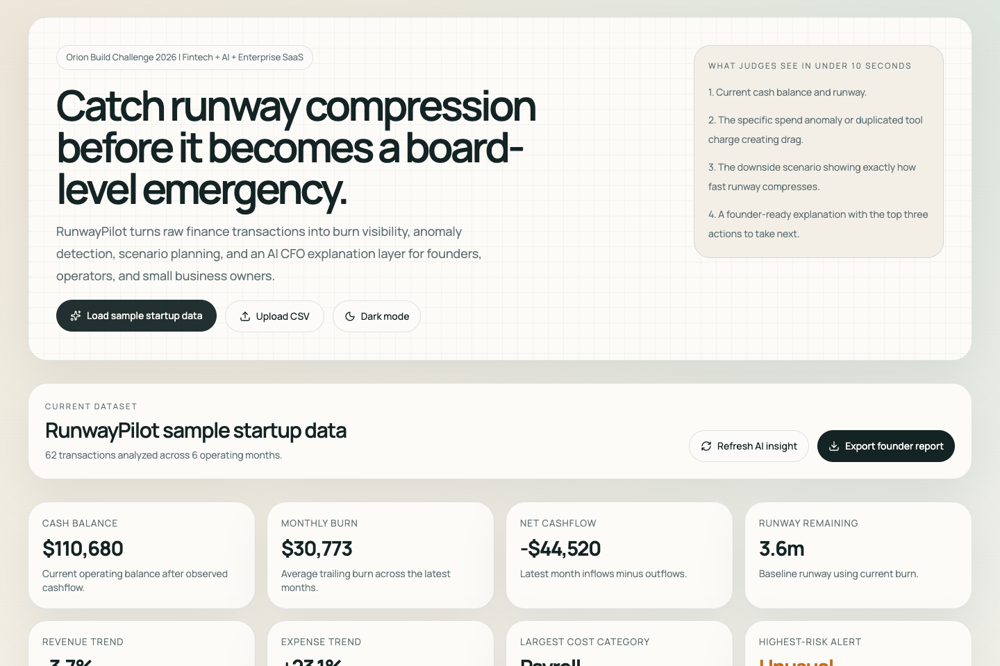 Orion Build Challenge 2026 | Fintech + AI + Enterprise SaaS
Catch runway compression
before it becomes a board-
level emergency.
RunwayPilot turns raw finance transactions into burn visibility, anomaly
detection, scenario planning, and an AI CFO explanation layer for founders,
operators, and small business owners.
Load sample startup data
Upload CSV
Dark mode
WHAT JUDGES SEE IN UNDER 10 SECONDS
1. Current cash balance and runway.
2. The specific spend anomaly or duplicated tool
charge creating drag.
3. The downside scenario showing exactly how
fast runway compresses.
4. A founder-ready explanation with the top three
actions to take next.
CURRENT DATASET
RunwayPilot sample startup data
62 transactions analyzed across 6 operating months.
Refresh AI insight
Export founder report
CASH BALANCE
$110,680
Current operating balance after observed
cashflow.
MONTHLY BURN
$30,773
Average trailing burn across the latest
months.
NET CASHFLOW
-$44,520
Latest month inflows minus outflows.
RUNWAY REMAINING
3.6m
Baseline runway using current burn.
REVENUE TREND
-3.7%
EXPENSE TREND
+23.1%
LARGEST COST CATEGORY
Payroll
HIGHEST-RISK ALERT
Unusual